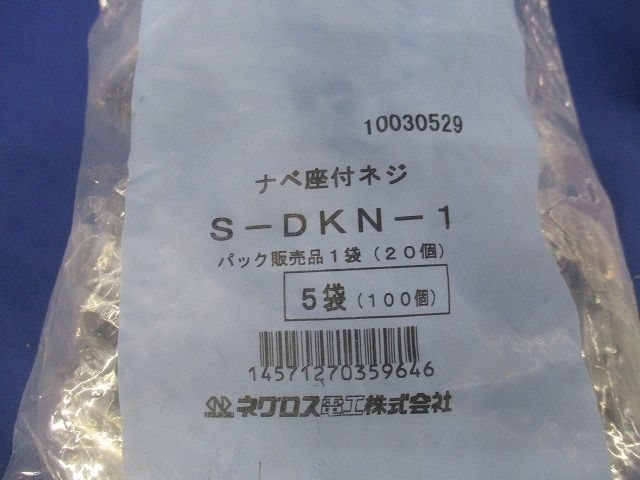 10030529
ナベ座付ネジ
S－DKN－1
パック販売品1袋（20個）
5袋（100個）
14571270359646
ネグロス電工株式会社